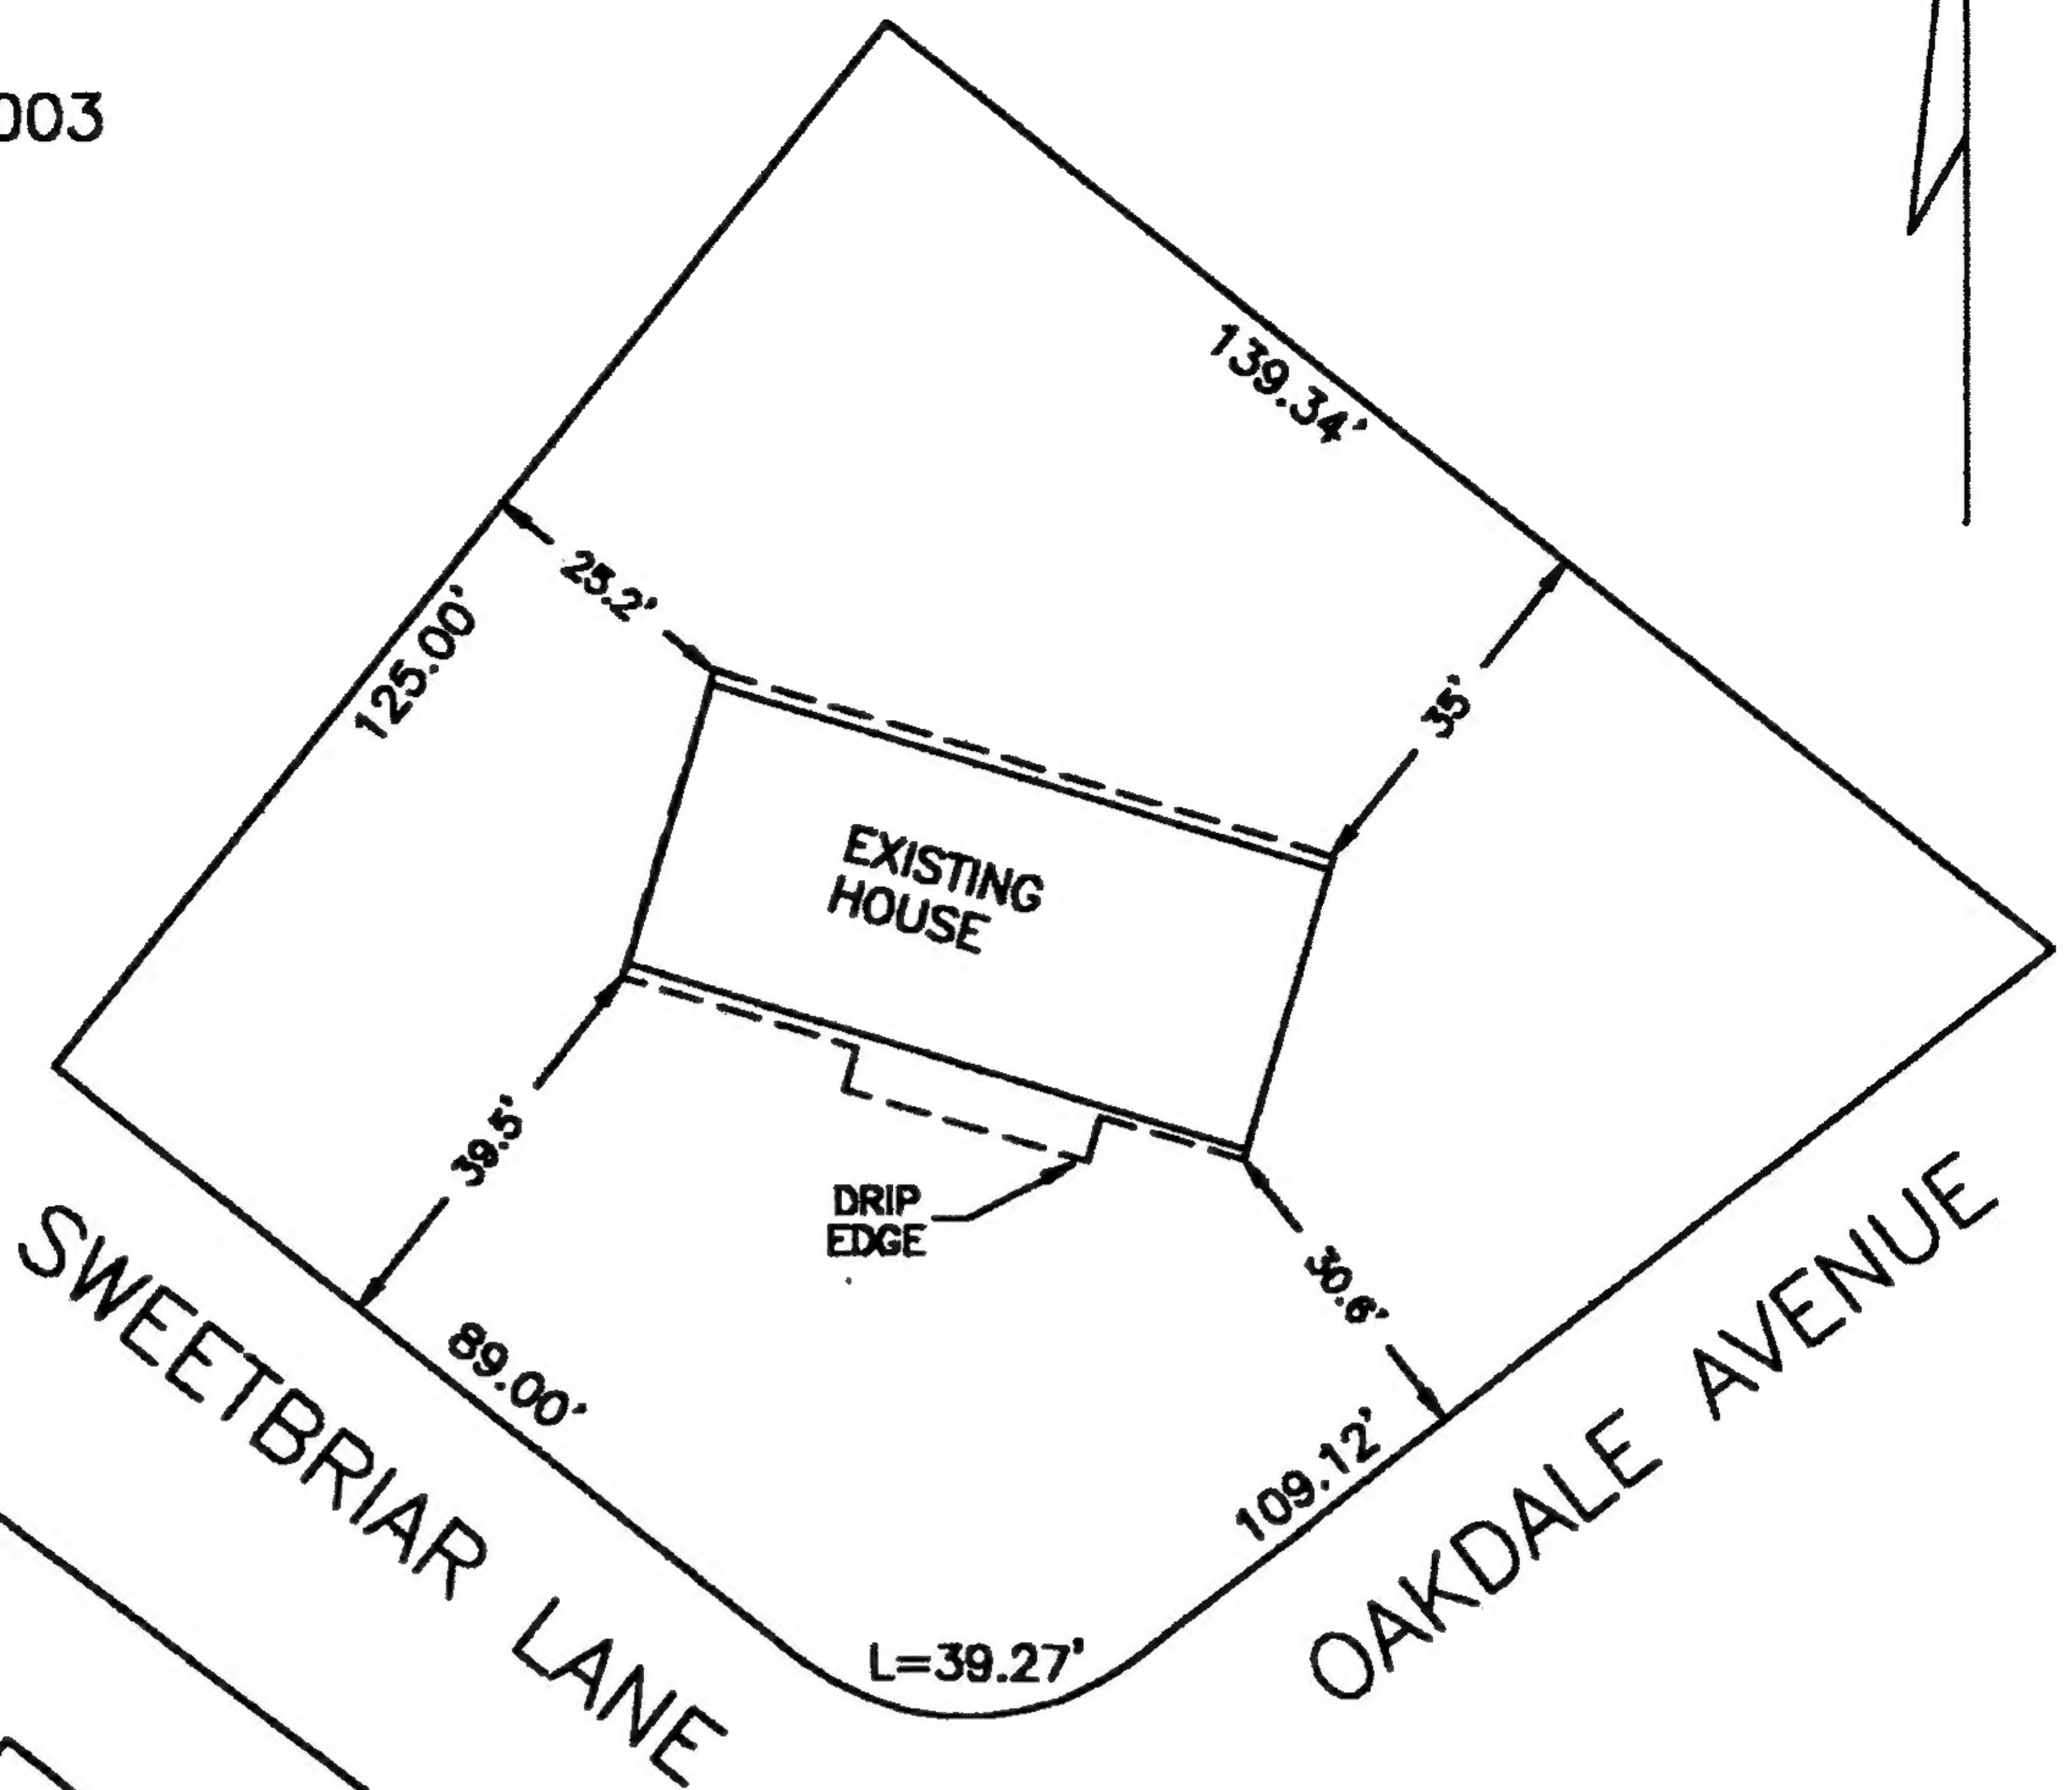 003
139.34'
25.2'
125.00'
35'
EXISTING
HOUSE
39.5'
DRIP
EDGE
30.6'
89.00'
109.12'
SWEETBRIAR LANE
OAKDALE AVENUE
L=39.27'